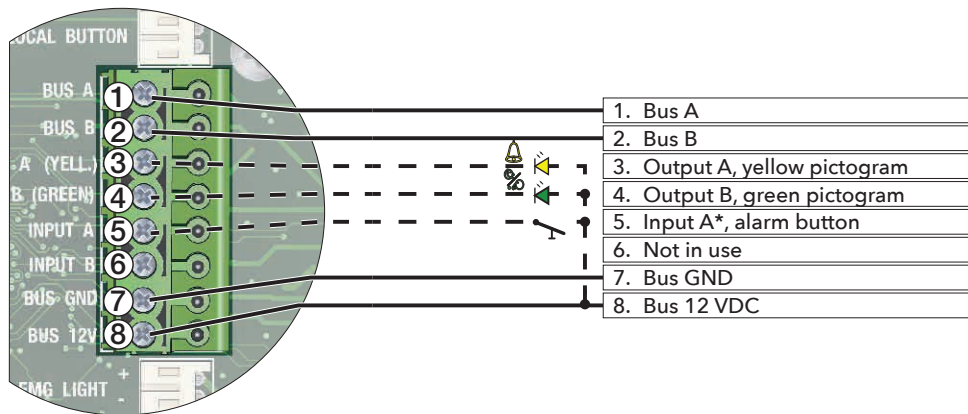 LOCAL BUTTON
BUS A
BUS B
A (YELL.)
B (GREEN)
INPUT A
INPUT B
BUS GND
BUS 12V
+
EMG LIGHT -
1
2
3
4
5
6
7
8
1. Bus A
2. Bus B
3. Output A, yellow pictogram
4. Output B, green pictogram
5. Input A*, alarm button
6. Not in use
7. Bus GND
8. Bus 12 VDC